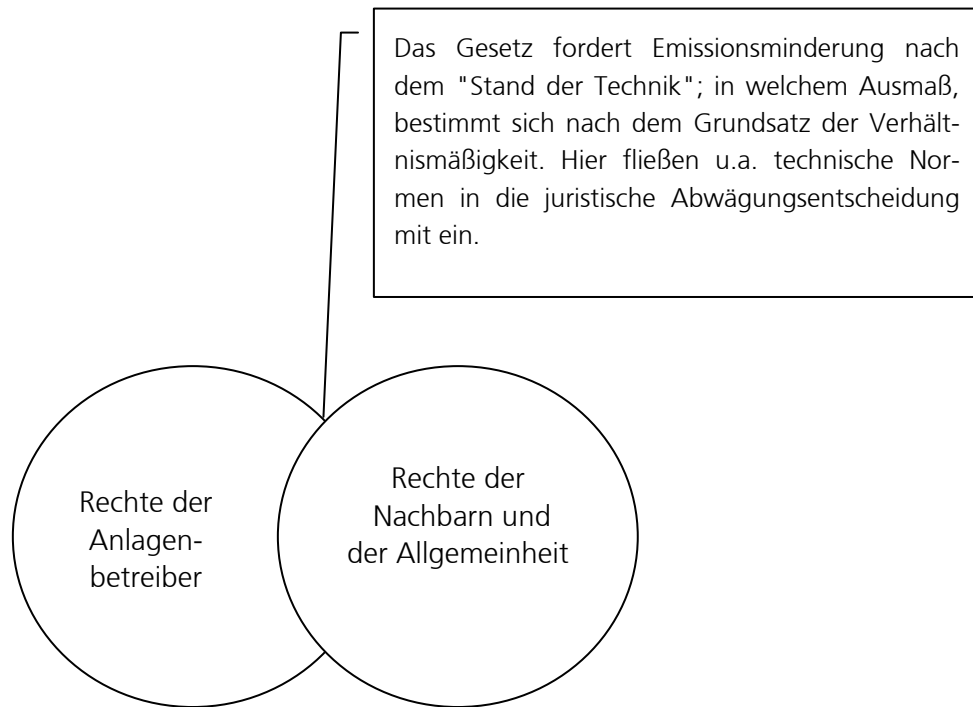 Das Gesetz fordert Emissionsminderung nach
dem "Stand der Technik"; in welchem Ausmaß,
bestimmt sich nach dem Grundsatz der Verhält-
nismäßigkeit. Hier fließen u.a. technische Nor-
men in die juristische Abwägungsentscheidung
mit ein.
Rechte der
Anlagen-
betreiber
Rechte der
Nachbarn und
der Allgemeinheit